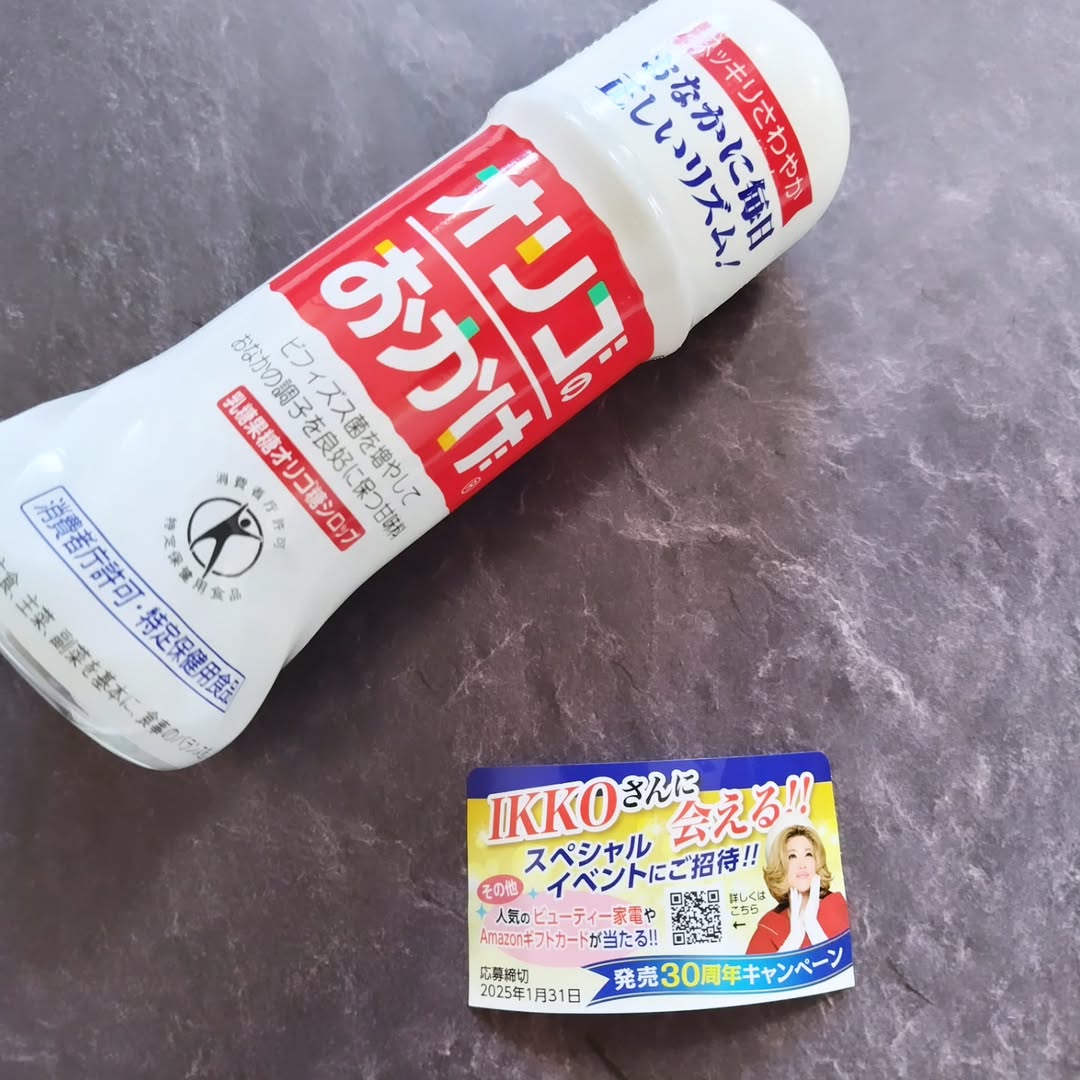 スッキリさわやか
おなかに毎日
正しいリズム!
オリゴの
おかげ®
ビフィズス菌を増やして
おなかの調子を良好に保つ甘味料
乳糖果糖オリゴ糖シロップ
消費者庁許可
特定保健用食品
消費者庁許可・特定保健用食品
主食、主菜、副菜を基本に、食事のバランスを
IKKOさんに
会える!!
スペシャル
イベントにご招待!!
その他
人気のビューティー家電や
Amazonギフトカードが当たる!!
詳しくは
こちら
←
応募締切
2025年1月31日
発売30周年キャンペーン